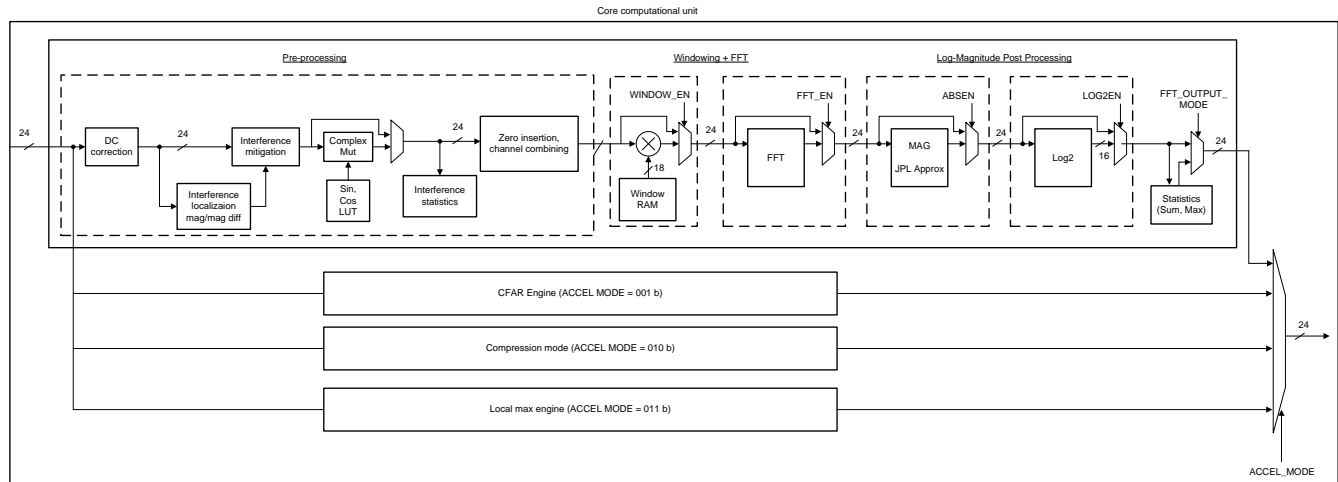 Core computational unit
Pre-processing
Windowing + FFT
Log-Magnitude Post Processing
24
DC
correction
24
Interference
mitigation
Interference
localizaion
mag/mag diff
Complex
Mut
Sin,
Cos
LUT
24
Interference
statistics
Zero insertion,
channel combining
WINDOW_EN
18
Window
RAM
24
FFT_EN
FFT
24
ABSEN
MAG
JPL Approx
24
LOG2EN
Log2
16
FFT_OUTPUT_
MODE
24
Statistics
(Sum, Max)
CFAR Engine (ACCEL MODE = 001 b)
Compression mode (ACCEL MODE = 010 b)
Local max engine (ACCEL MODE = 011 b)
24
ACCEL_MODE